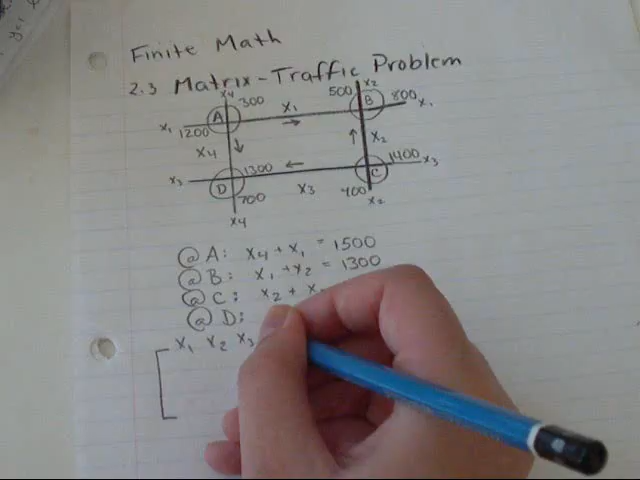 Finite Math
2.3 Matrix-Traffic Problem
x4 300 x1 500 x2
A B 800 x1
x1 1200
x4 x2
x3 1300 1400 x3
D C
700 x3 400
x4 x2
@ A: x4 + x1 = 1500
@ B: x1 + x2 = 1300
@ C: x2 +
@ D:
x1 x2 x3